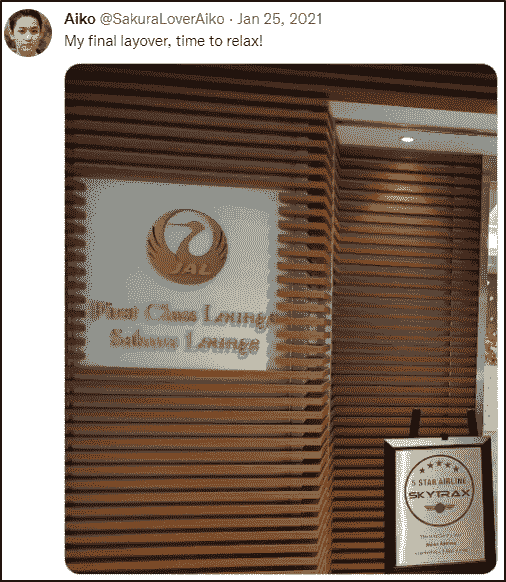 Aiko @SakuraLoverAiko · Jan 25, 2021
My final layover, time to relax!
JAL
First Class Lounge
Sakura Lounge
5 STAR AIRLINE
SKYTRAX